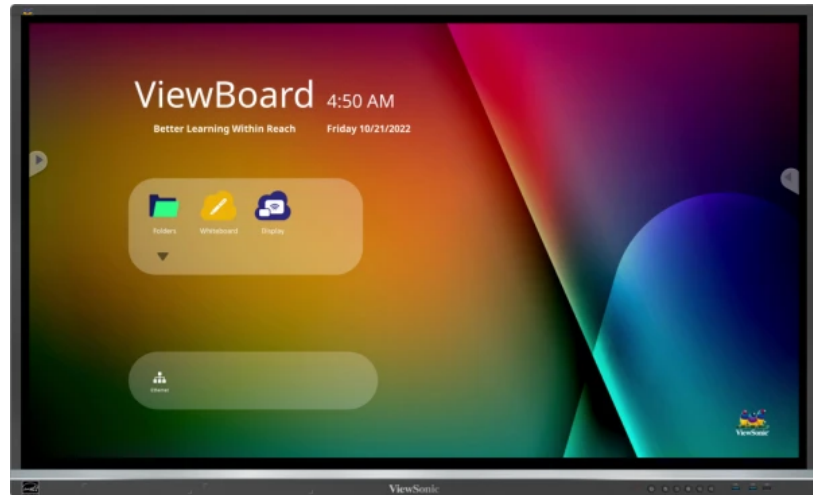 ViewBoard 4:50 AM
Better Learning Within Reach Friday 10/21/2022
Folders Whiteboard Display
Ethernet
ViewSonic
ViewSonic